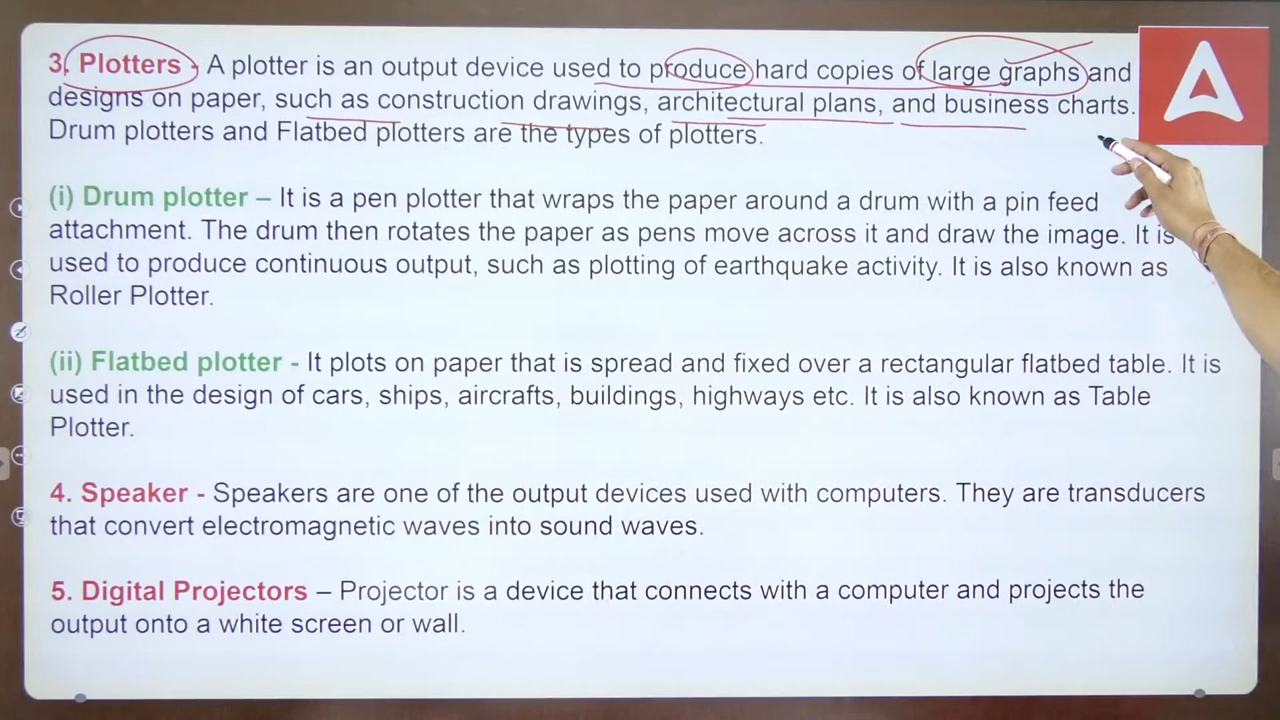 3. Plotters - A plotter is an output device used to produce hard copies of large graphs and
designs on paper, such as construction drawings, architectural plans, and business charts.
Drum plotters and Flatbed plotters are the types of plotters.
(i) Drum plotter – It is a pen plotter that wraps the paper around a drum with a pin feed
attachment. The drum then rotates the paper as pens move across it and draw the image. It is
used to produce continuous output, such as plotting of earthquake activity. It is also known as
Roller Plotter.
(ii) Flatbed plotter - It plots on paper that is spread and fixed over a rectangular flatbed table. It is
used in the design of cars, ships, aircrafts, buildings, highways etc. It is also known as Table
Plotter.
4. Speaker - Speakers are one of the output devices used with computers. They are transducers
that convert electromagnetic waves into sound waves.
5. Digital Projectors – Projector is a device that connects with a computer and projects the
output onto a white screen or wall.